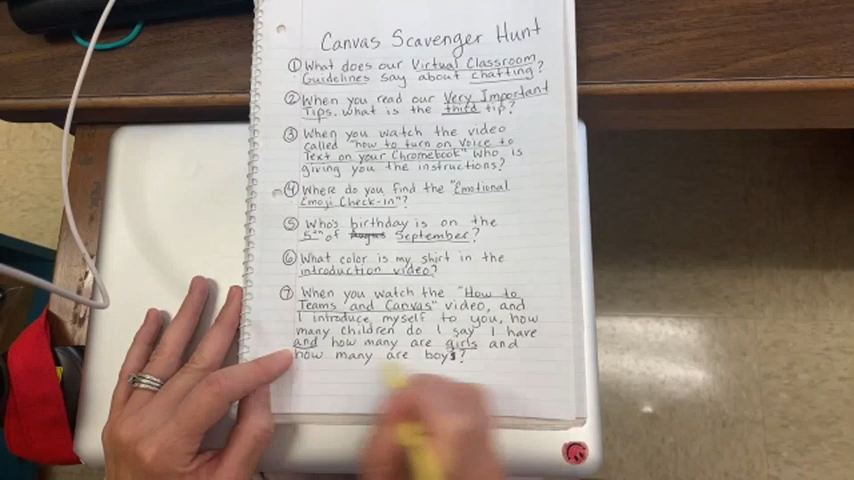 Canvas Scavenger Hunt
① What does our Virtual Classroom
Guidelines say about chatting?
② When you read our Very Important
Tips. What is the third tip?
③ When you watch the video
called "how to turn on Voice to
Text on your Chromebook" who is
giving you the instructions?
④ Where do you find the "Emotional
Emoji Check-in"?
⑤ Who's birthday is on the
5th of September?
⑥ What color is my shirt in the
introduction video?
⑦ When you watch the "How to
Teams and Canvas" video, and
I introduce myself to you, how
many children do I say I have
and how many are girls and
how many are boys?